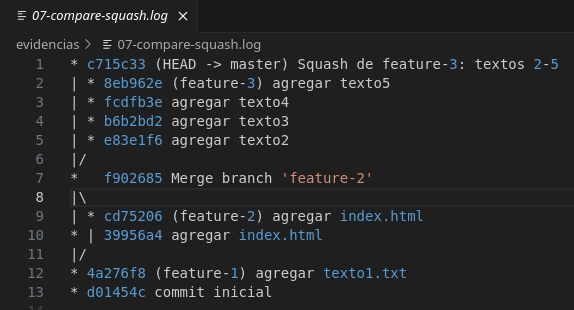 07-compare-squash.log ×
evidencias > 07-compare-squash.log
1 * c715c33 (HEAD -> master) Squash de feature-3: textos 2-5
2 | * 8eb962e (feature-3) agregar texto5
3 | * fcdfb3e agregar texto4
4 | * b6b2bd2 agregar texto3
5 | * e83e1f6 agregar texto2
6 |/
7 *   f902685 Merge branch 'feature-2'
8 |\
9 | * cd75206 (feature-2) agregar index.html
10 * | 39956a4 agregar index.html
11 |/
12 * 4a276f8 (feature-1) agregar texto1.txt
13 * d01454c commit inicial
14